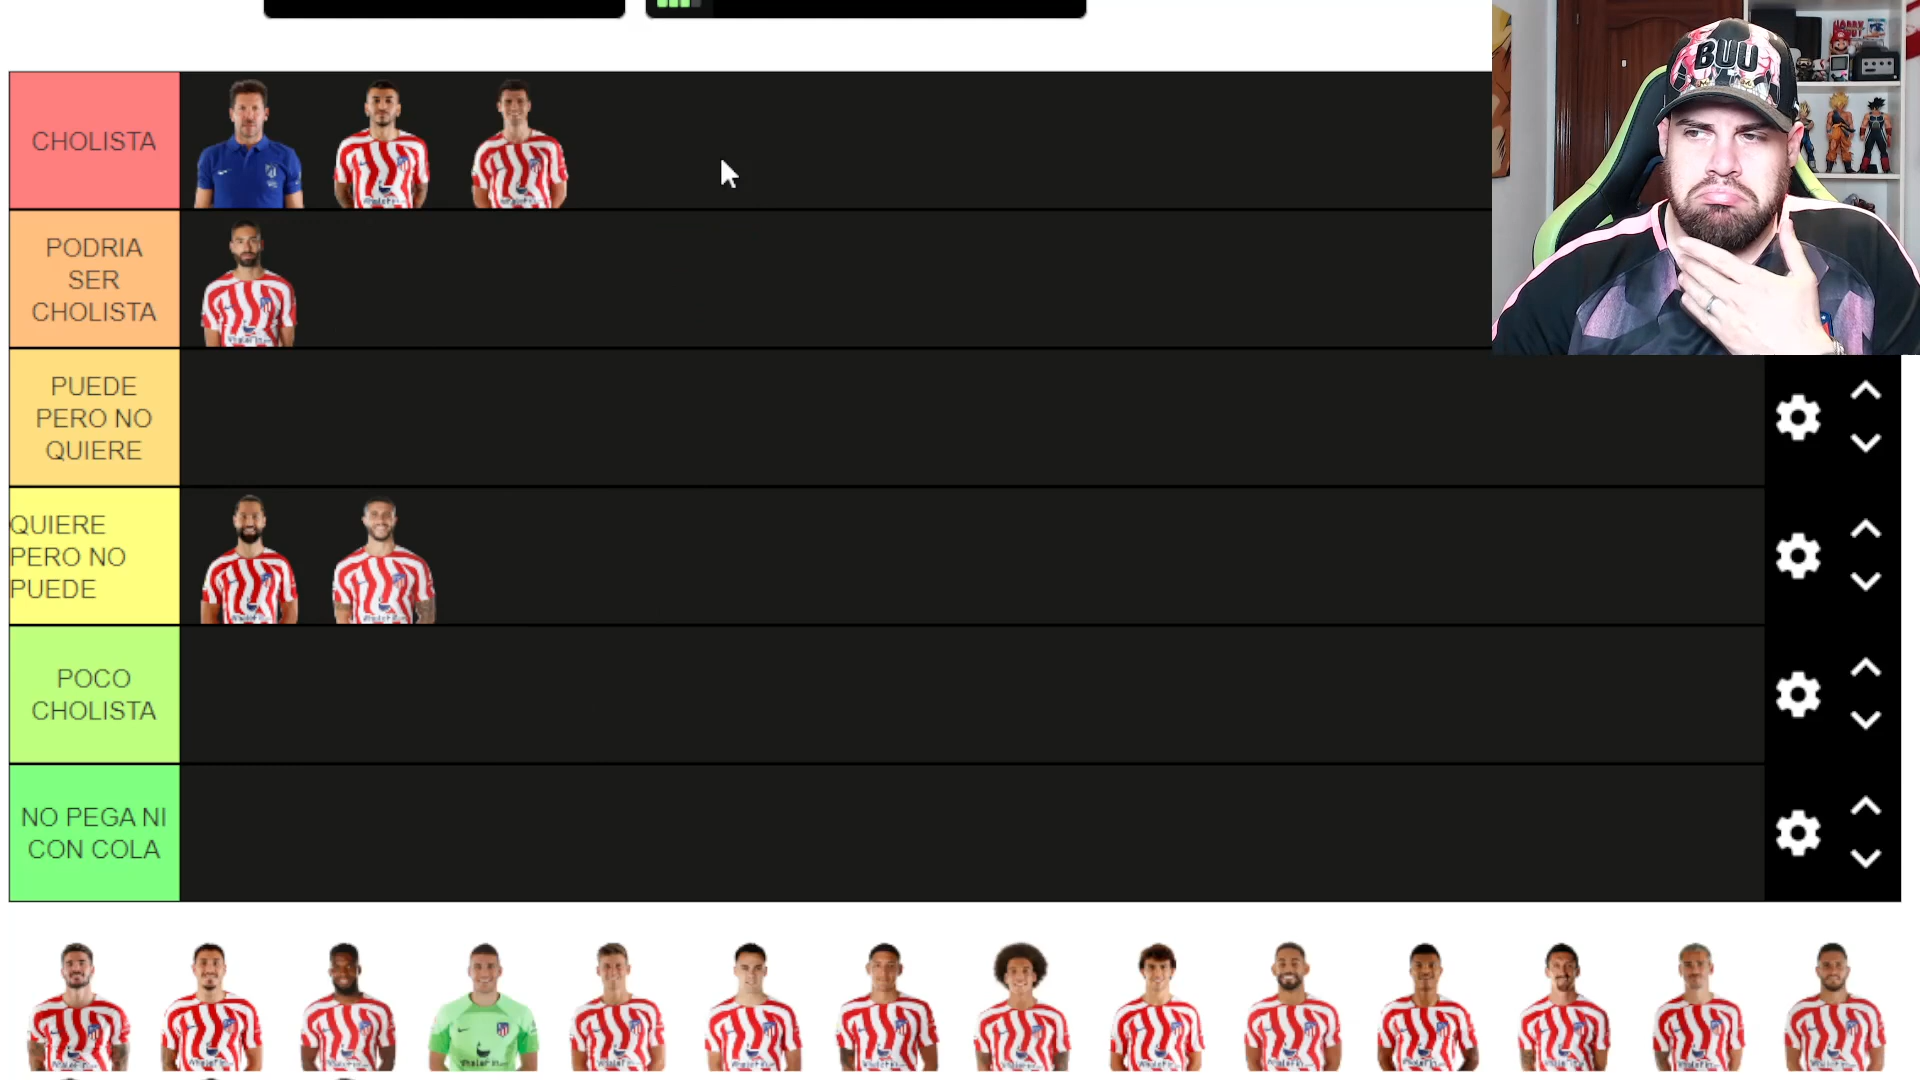 CHOLISTA
PODRIA
SER
CHOLISTA
PUEDE
PERO NO
QUIERE
QUIERE
PERO NO
PUEDE
POCO
CHOLISTA
NO PEGA NI
CON COLA
BUU